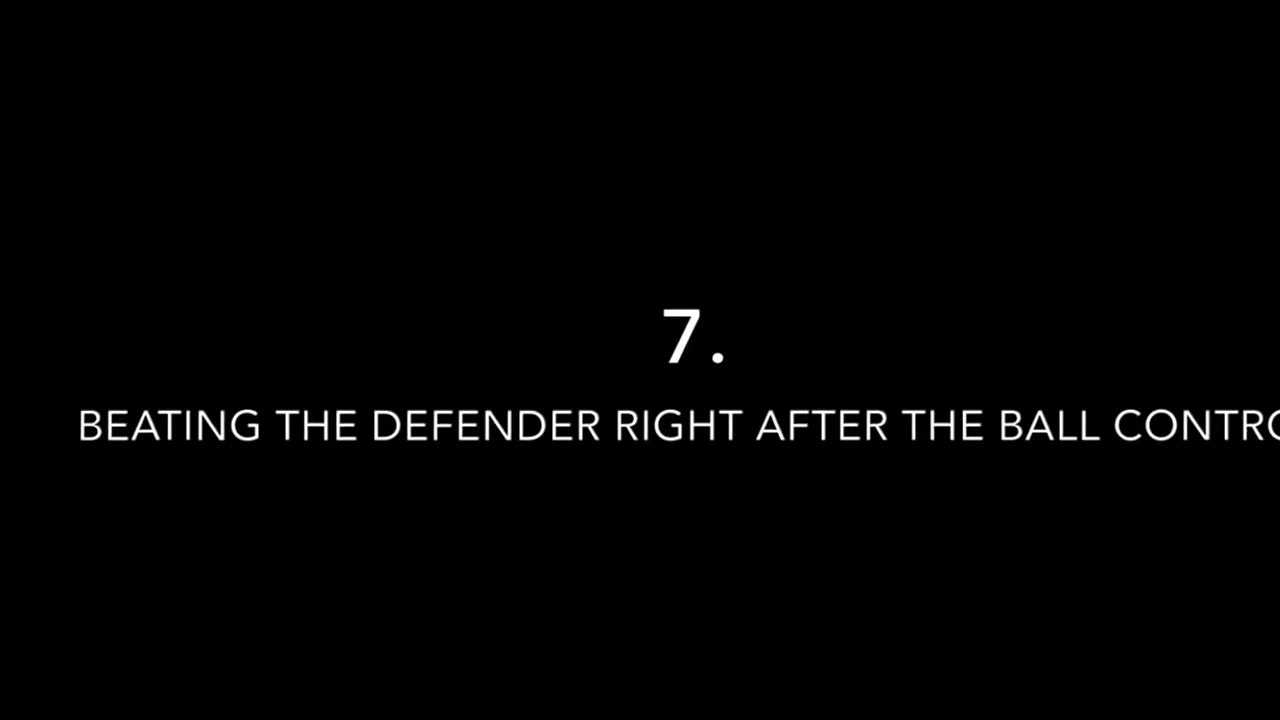 7.
BEATING THE DEFENDER RIGHT AFTER THE BALL CONTRO